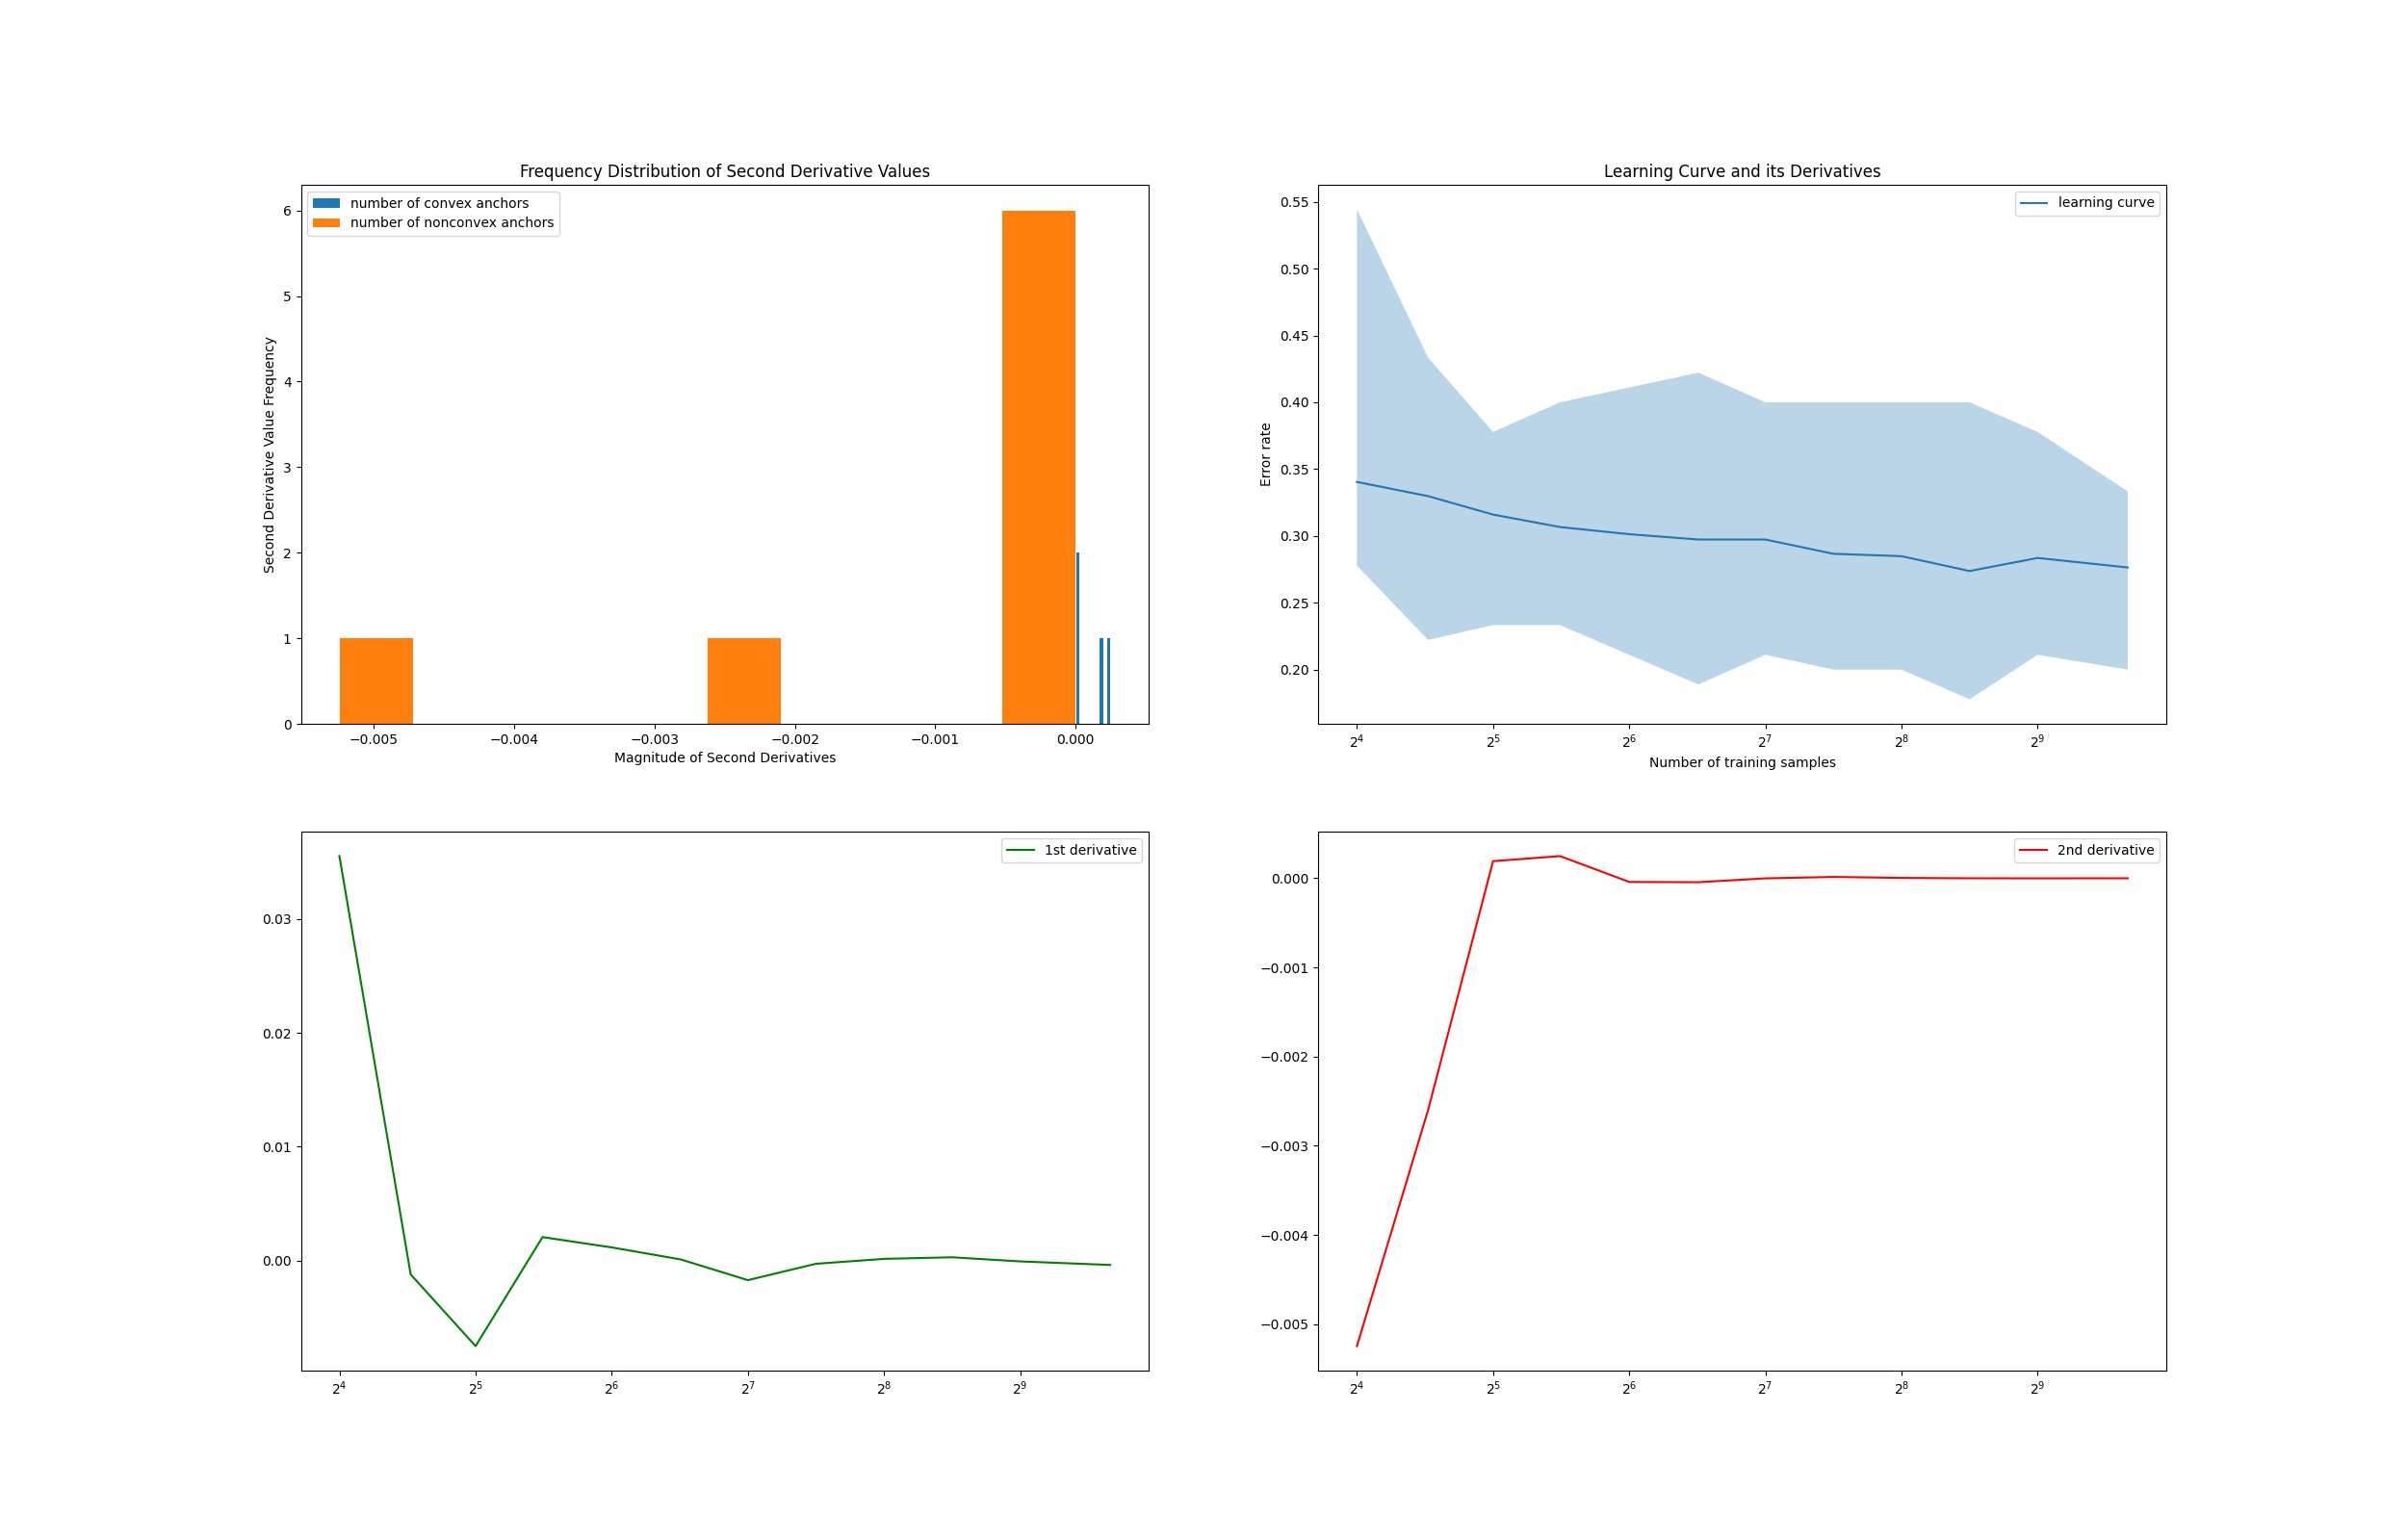 Frequency Distribution of Second Derivative Values
number of convex anchors
number of nonconvex anchors
6
5
4
3
2
1
0
Second Derivative Value Frequency
−0.005 −0.004 −0.003 −0.002 −0.001 0.000
Magnitude of Second Derivatives
Learning Curve and its Derivatives
learning curve
0.55
0.50
0.45
0.40
0.35
0.30
0.25
0.20
Error rate
2⁴ 2⁵ 2⁶ 2⁷ 2⁸ 2⁹
Number of training samples
1st derivative
0.03
0.02
0.01
0.00
2⁴ 2⁵ 2⁶ 2⁷ 2⁸ 2⁹
2nd derivative
0.000
−0.001
−0.002
−0.003
−0.004
−0.005
2⁴ 2⁵ 2�6 2⁷ 2⁸ 2⁹